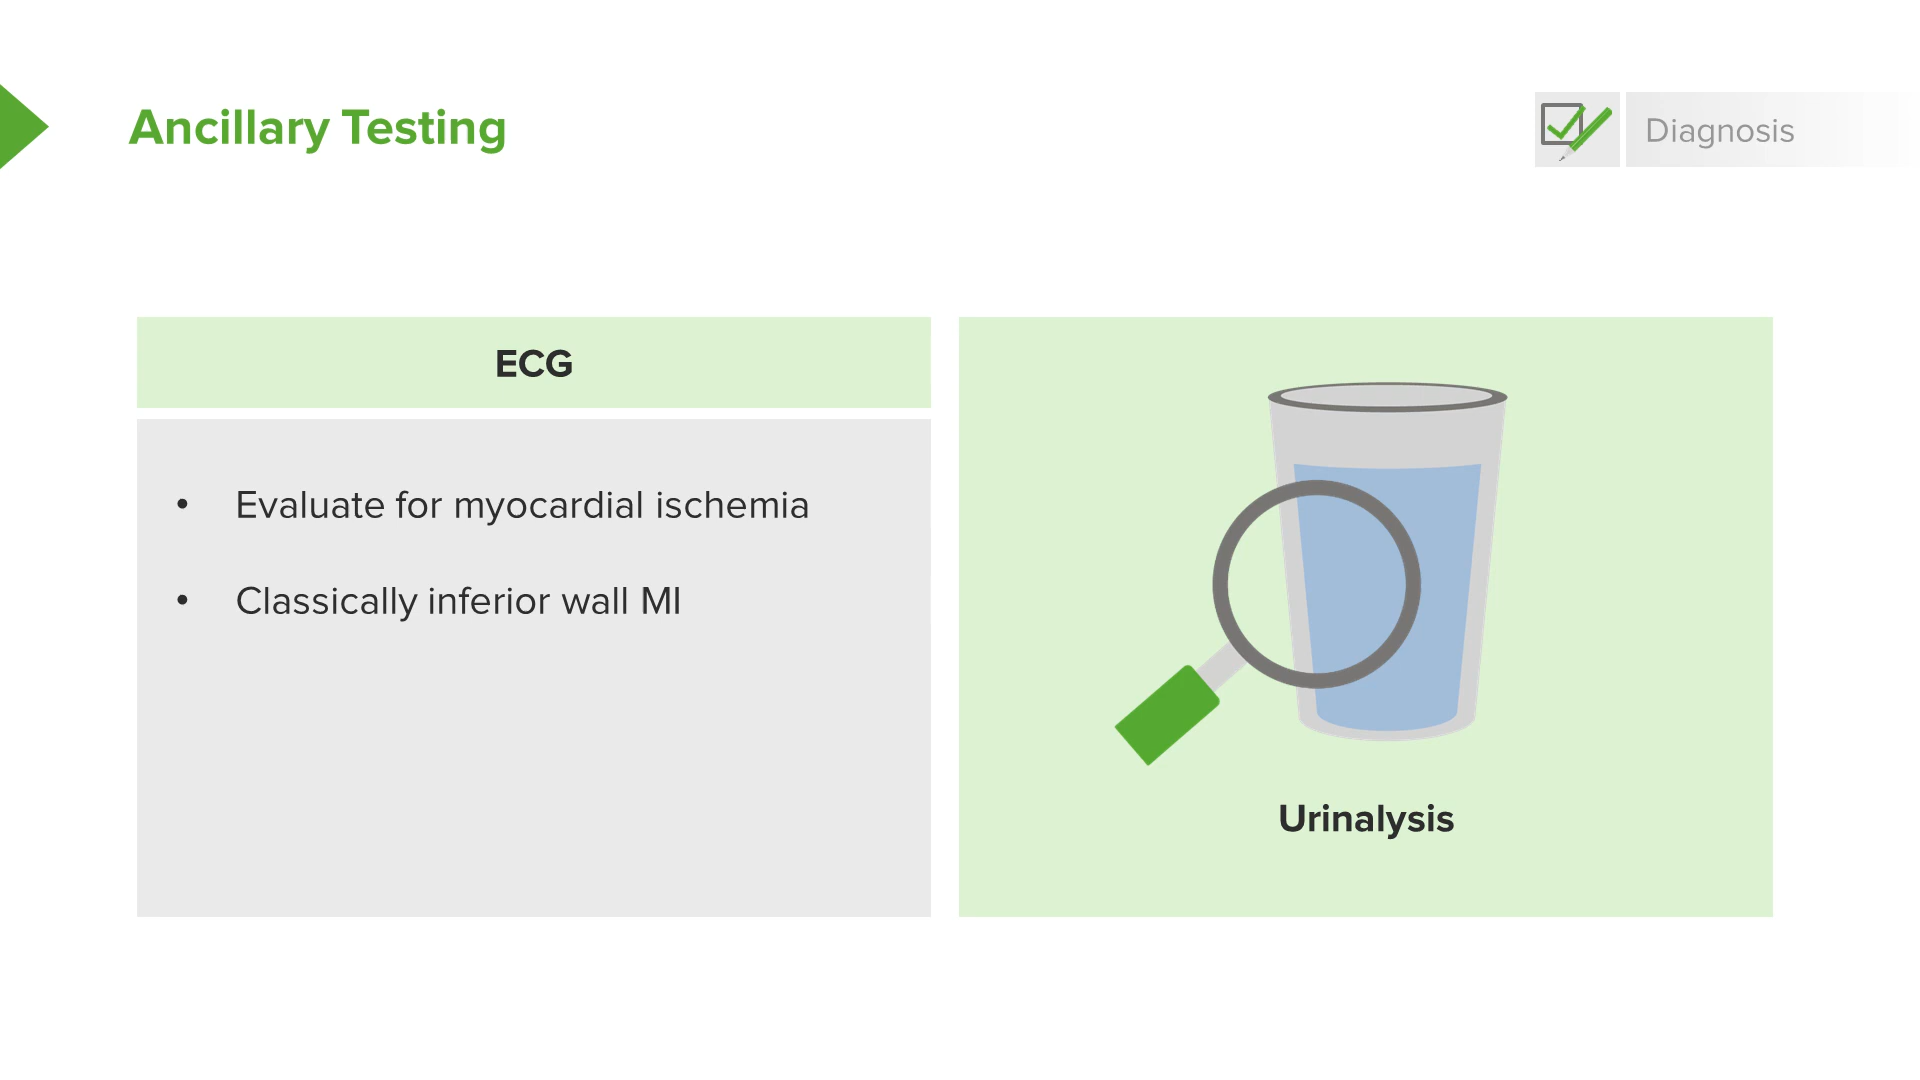 Ancillary Testing
Diagnosis
ECG
• Evaluate for myocardial ischemia
• Classically inferior wall MI
Urinalysis